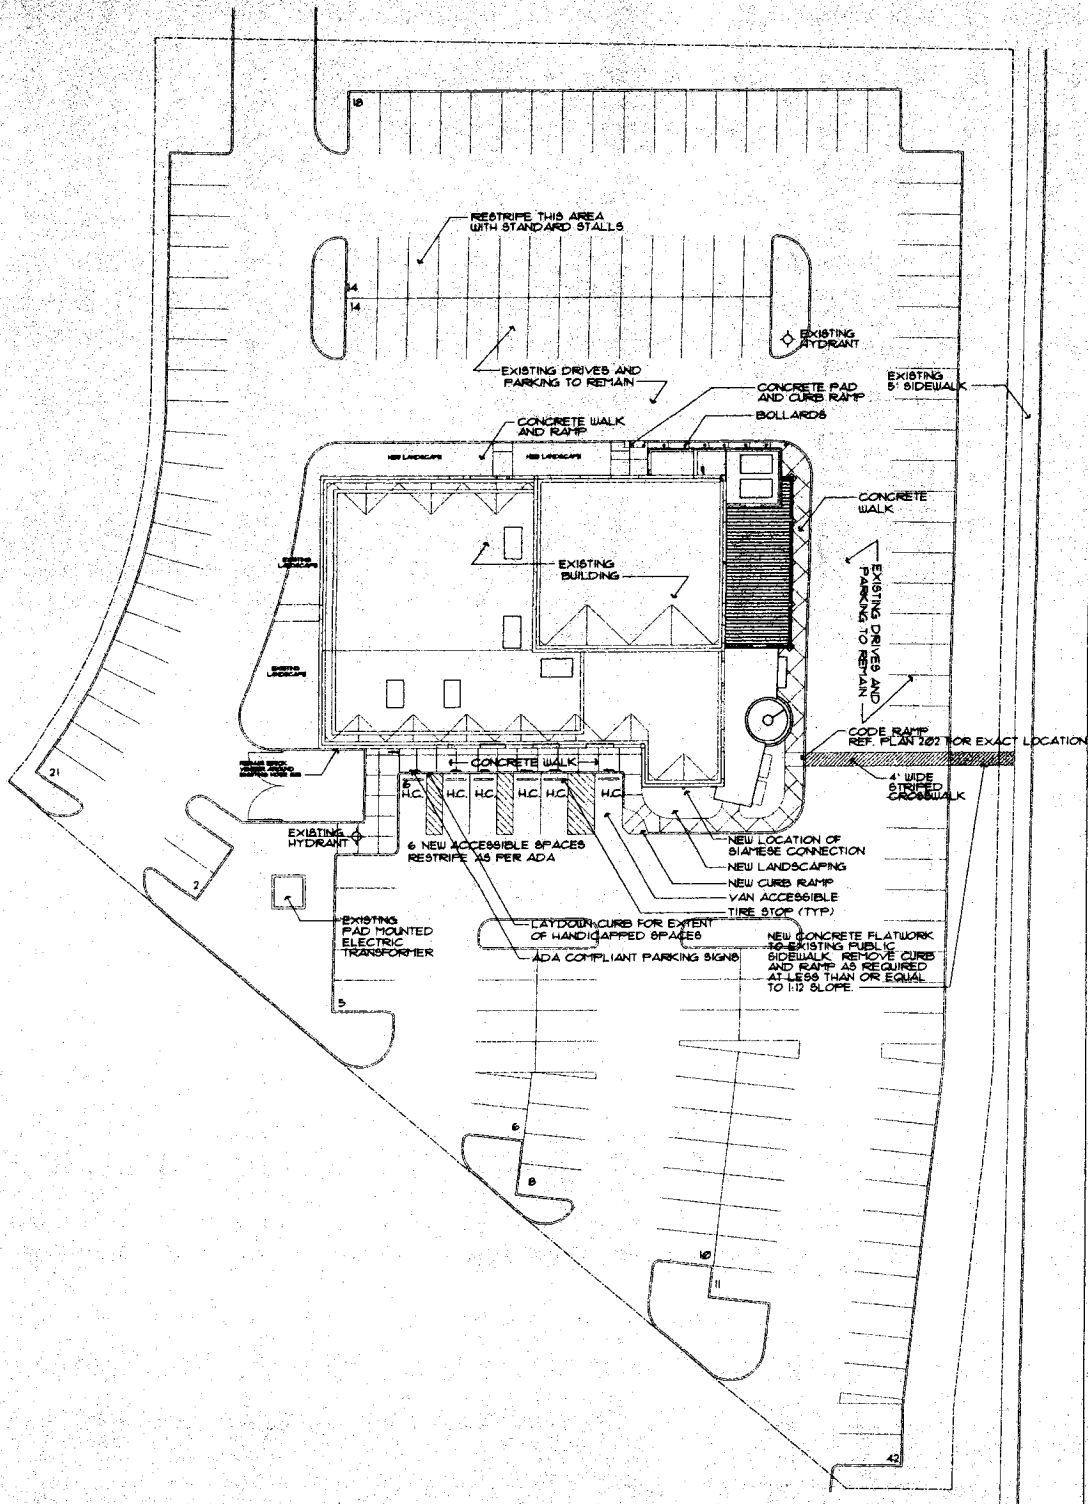 18
RESTRIPE THIS AREA
WITH STANDARD STALLS
14
14
EXISTING
HYDRANT
EXISTING DRIVES AND
PARKING TO REMAIN
EXISTING
5' SIDEWALK
CONCRETE PAD
AND CURB RAMP
BOLLARDS
CONCRETE WALK
AND RAMP
NEW LANDSCAPE
NEW LANDSCAPE
CONCRETE
WALK
EXISTING
LANDSCAPE
EXISTING
BUILDING
EXISTING DRIVES AND
PARKING TO REMAIN
EXISTING
LANDSCAPE
CODE RAMP
REF. PLAN 202 FOR EXACT LOCATION
CONCRETE WALK
21
4' WIDE
STRIPED
CROSSWALK
6
H.C. H.C. H.C. H.C. H.C. H.C.
EXISTING
HYDRANT
6 NEW ACCESSIBLE SPACES
RESTRIPE AS PER ADA
NEW LOCATION OF
SIAMESE CONNECTION
NEW LANDSCAPING
NEW CURB RAMP
VAN ACCESSIBLE
TIRE STOP (TYP)
2
EXISTING
PAD MOUNTED
ELECTRIC
TRANSFORMER
LAYDOWN CURB FOR EXTENT
OF HANDICAPPED SPACES
ADA COMPLIANT PARKING SIGNS
NEW CONCRETE FLATWORK
TO EXISTING PUBLIC
SIDEWALK. REMOVE CURB
AND RAMP AS REQUIRED
AT LESS THAN OR EQUAL
TO 1:12 SLOPE.
5
6
8
10
11
42